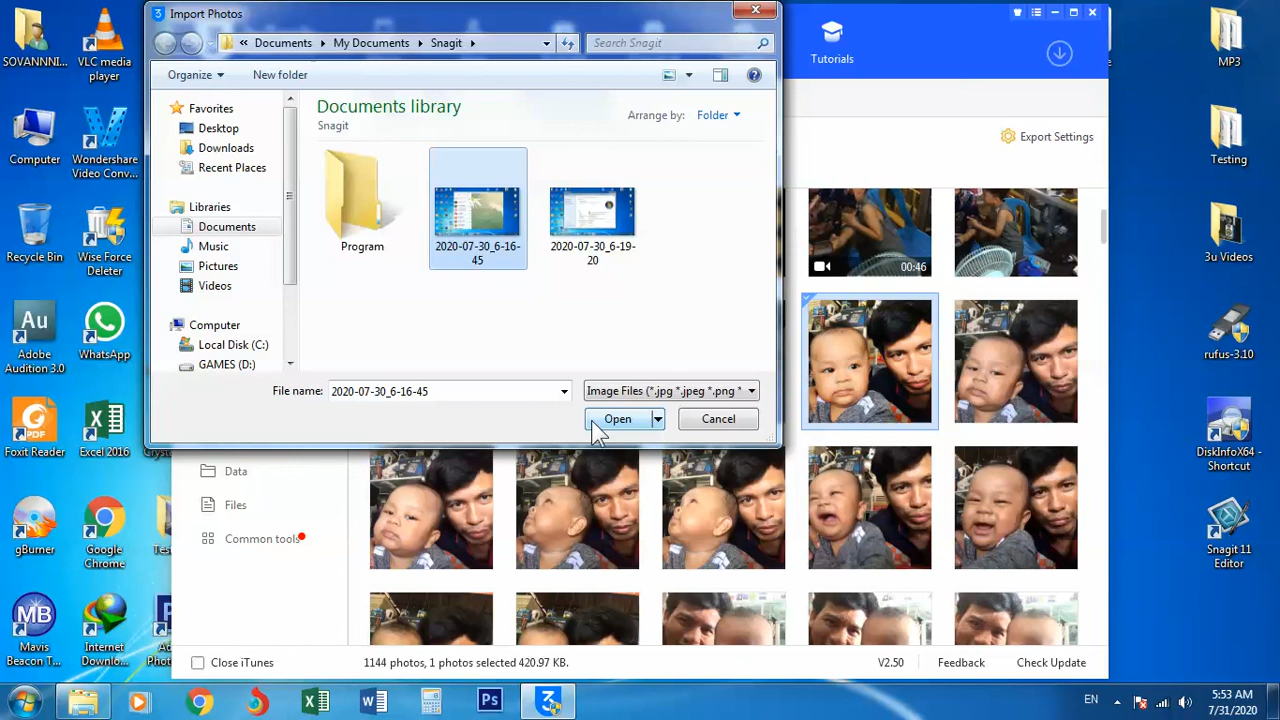 SOVANNNI...
VLC media
player
Computer
Wondershare
Video Conv...
Recycle Bin
Wise Force
Deleter
Au
Adobe
Audition 3.0
WhatsApp
PDF
Foxit Reader
Excel 2016
gBurner
Google
Chrome
MB
Mavis
Beacon T...
Internet
Downlo...
Import Photos
« Documents ▸ My Documents ▸ Snagit ▸
Search Snagit
Organize ▾ New folder
Favorites
Desktop
Downloads
Recent Places
Libraries
Documents
Music
Pictures
Videos
Computer
Local Disk (C:)
GAMES (D:)
Documents library
Snagit
Arrange by: Folder ▾
Program
2020-07-30_6-16-
45
2020-07-30_6-19-
20
File name: 2020-07-30_6-16-45
Image Files (*.jpg *.jpeg *.png *
Open
Cancel
Tutorials
Export Settings
00:46
Data
Files
Common tools
Close iTunes
1144 photos, 1 photos selected 420.97 KB.
V2.50
Feedback
Check Update
MP3
Testing
3u Videos
rufus-3.10
DiskInfoX64 -
Shortcut
Snagit 11
Editor
Ps
EN
5:53 AM
7/31/2020